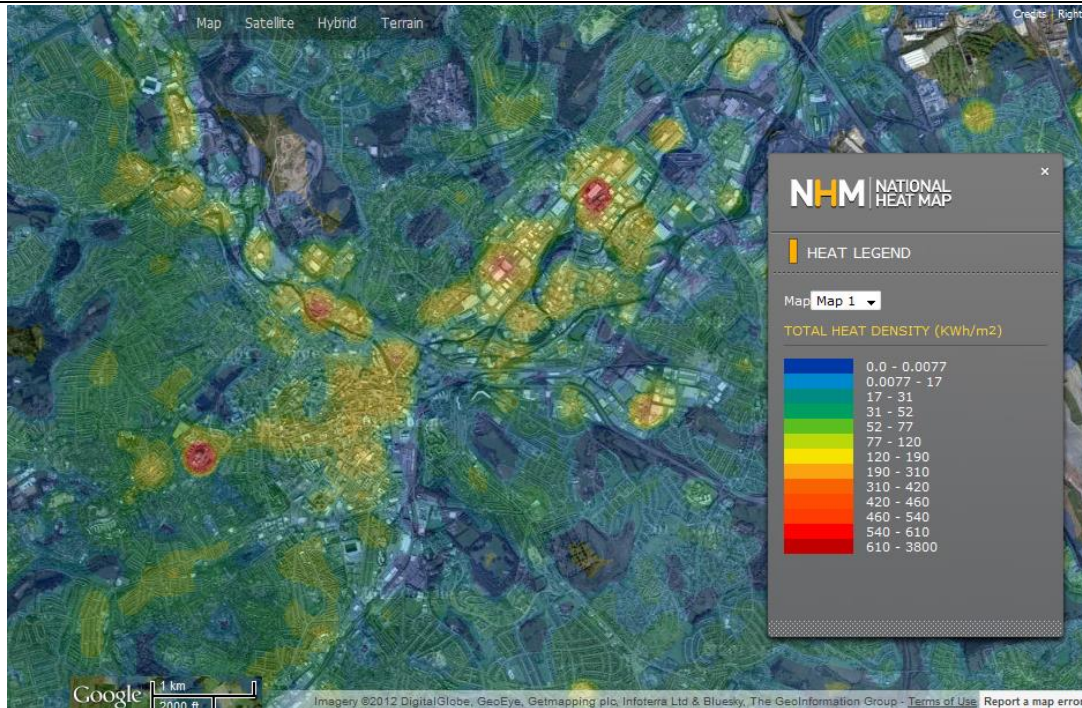 Map Satellite Hybrid Terrain
Credits | Right
×
NHM NATIONAL HEAT MAP
HEAT LEGEND
Map Map 1
TOTAL HEAT DENSITY (KWh/m2)
0.0 - 0.0077
0.0077 - 17
17 - 31
31 - 52
52 - 77
77 - 120
120 - 190
190 - 310
310 - 420
420 - 460
460 - 540
540 - 610
610 - 3800
Google
1 km
2000 ft
Imagery ©2012 DigitalGlobe, GeoEye, Getmapping plc, Infoterra Ltd & Bluesky, The GeoInformation Group - Terms of Use Report a map error